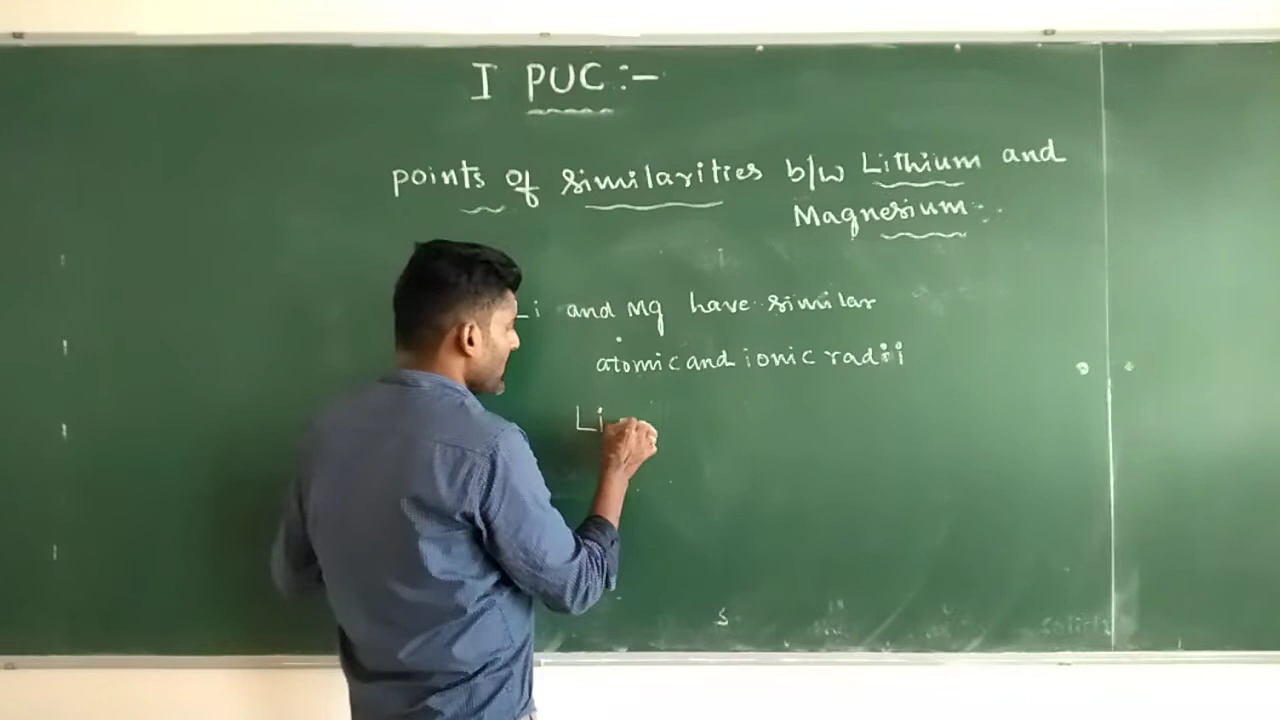 I PUC:-
points of similarities b/w Lithium and
Magnesium
Li and Mg have similar
atomic and ionic radii
Li